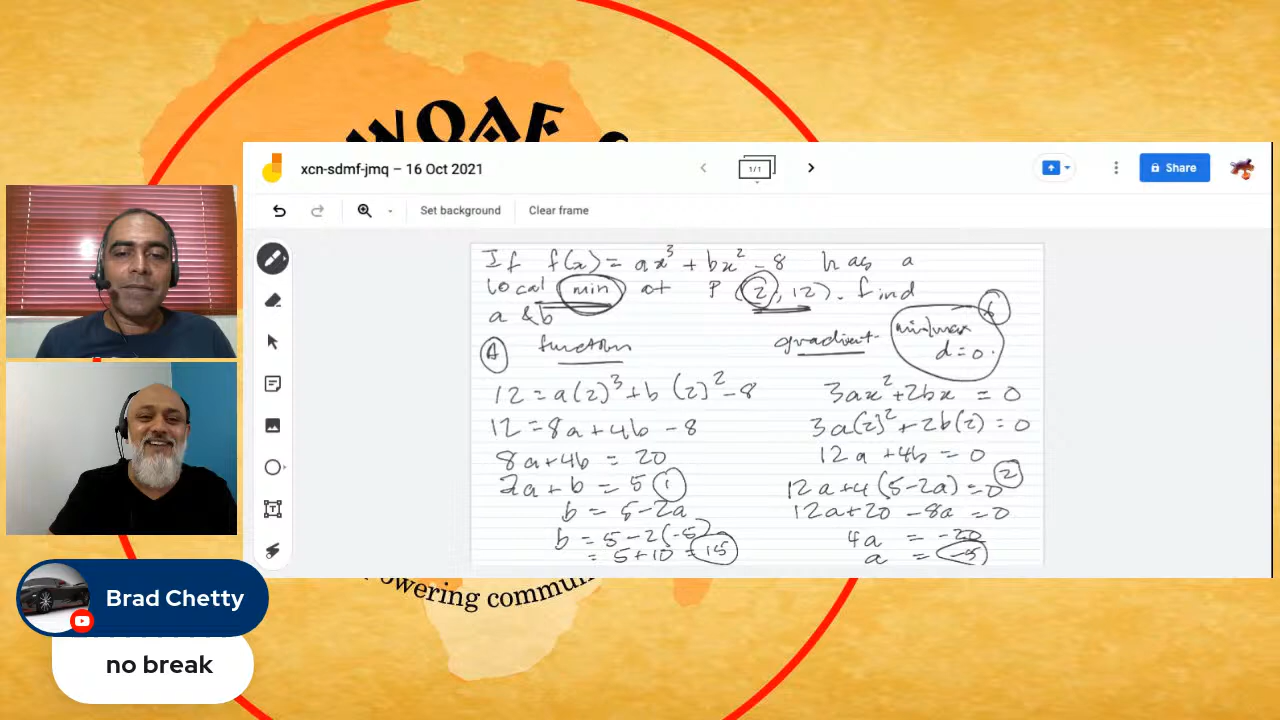 WQAF
xcn-sdmf-jmq – 16 Oct 2021
1/1
Share
Set background
Clear frame
If f(x) = ax³ + bx² - 8 has a
local min at P (2, 12). find
a & b
A function
gradient
min/max
d = 0.
12 = a(2)³ + b (2)² - 8
3ax² + 2bx = 0
12 = 8a + 4b - 8
3a(2)² + 2b(2) = 0
8a + 4b = 20
12a + 4b = 0
2a + b = 5 1
12a + 4(5 - 2a) = 0 2
b = 5 - 2a
12a + 20 - 8a = 0
b = 5 - 2(-5)
4a = -20
= 5 + 10 = 15
a = -5
powering commun
Brad Chetty
no break